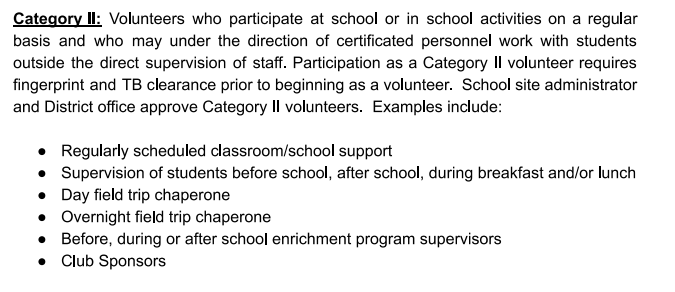 Category II: Volunteers who participate at school or in school activities on a regular
basis and who may under the direction of certificated personnel work with students
outside the direct supervision of staff. Participation as a Category II volunteer requires
fingerprint and TB clearance prior to beginning as a volunteer. School site administrator
and District office approve Category II volunteers. Examples include:
● Regularly scheduled classroom/school support
● Supervision of students before school, after school, during breakfast and/or lunch
● Day field trip chaperone
● Overnight field trip chaperone
● Before, during or after school enrichment program supervisors
● Club Sponsors